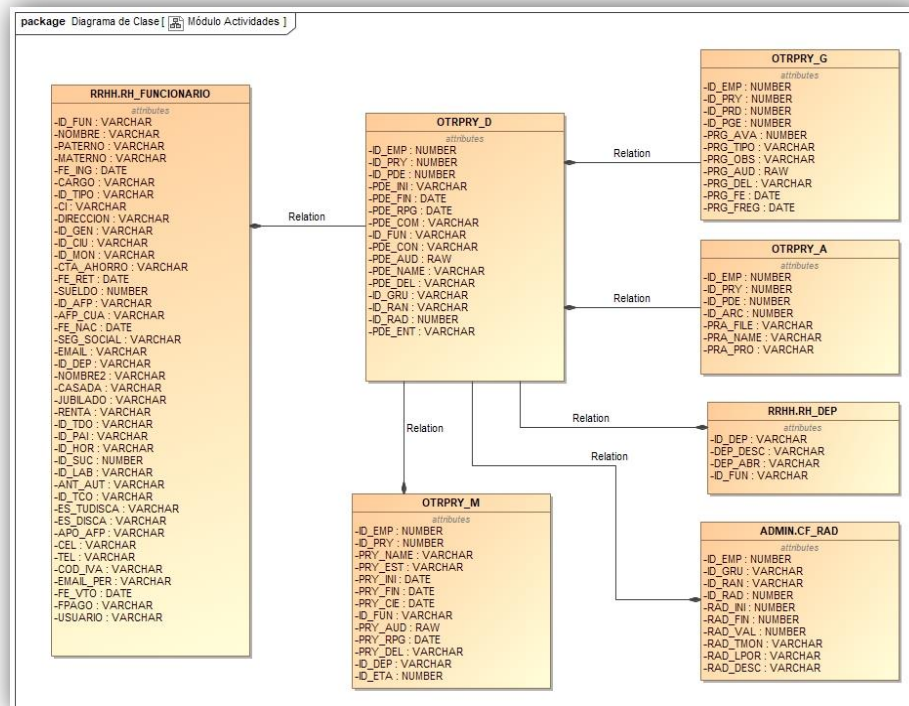 package Diagrama de Clase [ Módulo Actividades ]
RRHH.RH_FUNCIONARIO
attributes
-ID_FUN : VARCHAR
-NOMBRE : VARCHAR
-PATERNO : VARCHAR
-MATERNO : VARCHAR
-FE_ING : DATE
-CARGO : VARCHAR
-ID_TIPO : VARCHAR
-CI : VARCHAR
-DIRECCION : VARCHAR
-ID_GEN : VARCHAR
-ID_CIU : VARCHAR
-ID_MON : VARCHAR
-CTA_AHORRO : VARCHAR
-FE_RET : DATE
-SUELDO : NUMBER
-ID_AFP : VARCHAR
-AFP_CUA : VARCHAR
-FE_NAC : DATE
-SEG_SOCIAL : VARCHAR
-EMAIL : VARCHAR
-ID_DEP : VARCHAR
-NOMBRE2 : VARCHAR
-CASADA : VARCHAR
-JUBILADO : VARCHAR
-RENTA : VARCHAR
-ID_TDO : VARCHAR
-ID_PAI : VARCHAR
-ID_HOR : VARCHAR
-ID_SUC : NUMBER
-ID_LAB : VARCHAR
-ANT_AUT : VARCHAR
-ID_TCO : VARCHAR
-ES_TUDISCA : VARCHAR
-ES_DISCA : VARCHAR
-APO_AFP : VARCHAR
-CEL : VARCHAR
-TEL : VARCHAR
-COD_IVA : VARCHAR
-EMAIL_PER : VARCHAR
-FE_VTO : DATE
-FPAGO : VARCHAR
-USUARIO : VARCHAR
Relation
OTRPRY_D
attributes
-ID_EMP : NUMBER
-ID_PRY : NUMBER
-ID_PDE : NUMBER
-PDE_INI : VARCHAR
-PDE_FIN : DATE
-PDE_RPG : DATE
-PDE_COM : VARCHAR
-ID_FUN : VARCHAR
-PDE_CON : VARCHAR
-PDE_AUD : RAW
-PDE_NAME : VARCHAR
-PDE_DEL : VARCHAR
-ID_GRU : VARCHAR
-ID_RAN : VARCHAR
-ID_RAD : NUMBER
-PDE_ENT : VARCHAR
Relation
OTRPRY_G
attributes
-ID_EMP : NUMBER
-ID_PRY : NUMBER
-ID_PRD : NUMBER
-ID_PGE : NUMBER
-PRG_AVA : NUMBER
-PRG_TIPO : VARCHAR
-PRG_OBS : VARCHAR
-PRG_AUD : RAW
-PRG_DEL : VARCHAR
-PRG_FE : DATE
-PRG_FREG : DATE
Relation
OTRPRY_A
attributes
-ID_EMP : NUMBER
-ID_PRY : NUMBER
-ID_PDE : NUMBER
-ID_ARC : NUMBER
-PRA_FILE : VARCHAR
-PRA_NAME : VARCHAR
-PRA_PRO : VARCHAR
Relation
RRHH.RH_DEP
attributes
-ID_DEP : VARCHAR
-DEP_DESC : VARCHAR
-DEP_ABR : VARCHAR
-ID_FUN : VARCHAR
Relation
Relation
OTRPRY_M
attributes
-ID_EMP : NUMBER
-ID_PRY : NUMBER
-PRY_NAME : VARCHAR
-PRY_EST : VARCHAR
-PRY_INI : DATE
-PRY_FIN : DATE
-PRY_CIE : DATE
-ID_FUN : VARCHAR
-PRY_AUD : RAW
-PRY_RPG : DATE
-PRY_DEL : VARCHAR
-ID_DEP : VARCHAR
-ID_ETA : NUMBER
ADMIN.CF_RAD
attributes
-ID_EMP : NUMBER
-ID_GRU : VARCHAR
-ID_RAN : VARCHAR
-ID_RAD : NUMBER
-RAD_INI : NUMBER
-RAD_FIN : NUMBER
-RAD_VAL : NUMBER
-RAD_TMON : VARCHAR
-RAD_LPOR : VARCHAR
-RAD_DESC : VARCHAR